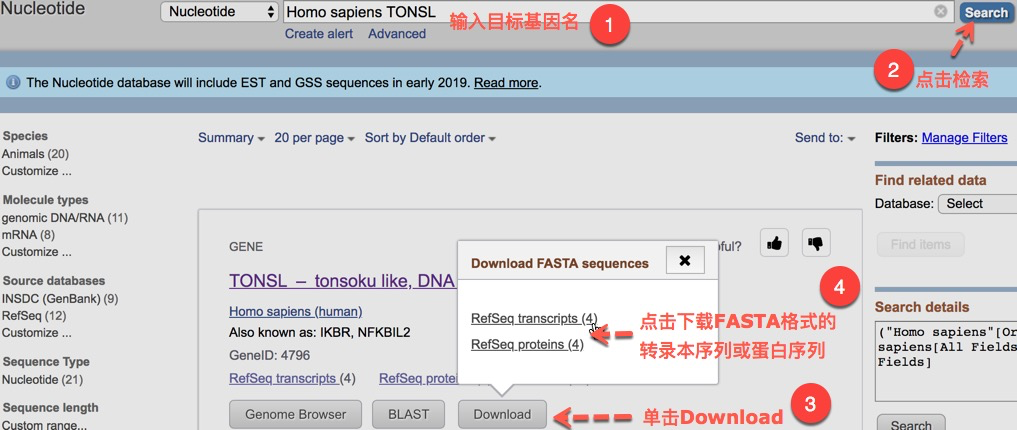 Nucleotide
Nucleotide
Homo sapiens TONSL
输入目标基因名
1
Search
Create alert
Advanced
2
点击检索
The Nucleotide database will include EST and GSS sequences in early 2019. Read more.
Species
Animals (20)
Customize ...
Molecule types
genomic DNA/RNA (11)
mRNA (8)
Customize ...
Source databases
INSDC (GenBank) (9)
RefSeq (12)
Customize ...
Sequence Type
Nucleotide (21)
Sequence length
Custom range...
Summary
20 per page
Sort by Default order
Send to:
Filters: Manage Filters
GENE
pful?
TONSL – tonsoku like, DNA
Homo sapiens (human)
Also known as: IKBR, NFKBIL2
GeneID: 4796
RefSeq transcripts (4)
RefSeq protei
Genome Browser
BLAST
Download
Download FASTA sequences
RefSeq transcripts (4)
RefSeq proteins (4)
4
点击下载FASTA格式的
转录本序列或蛋白序列
单击Download
3
Find related data
Database: Select
Find items
Search details
("Homo sapiens"[Or
sapiens[All Fields
Fields]
Search